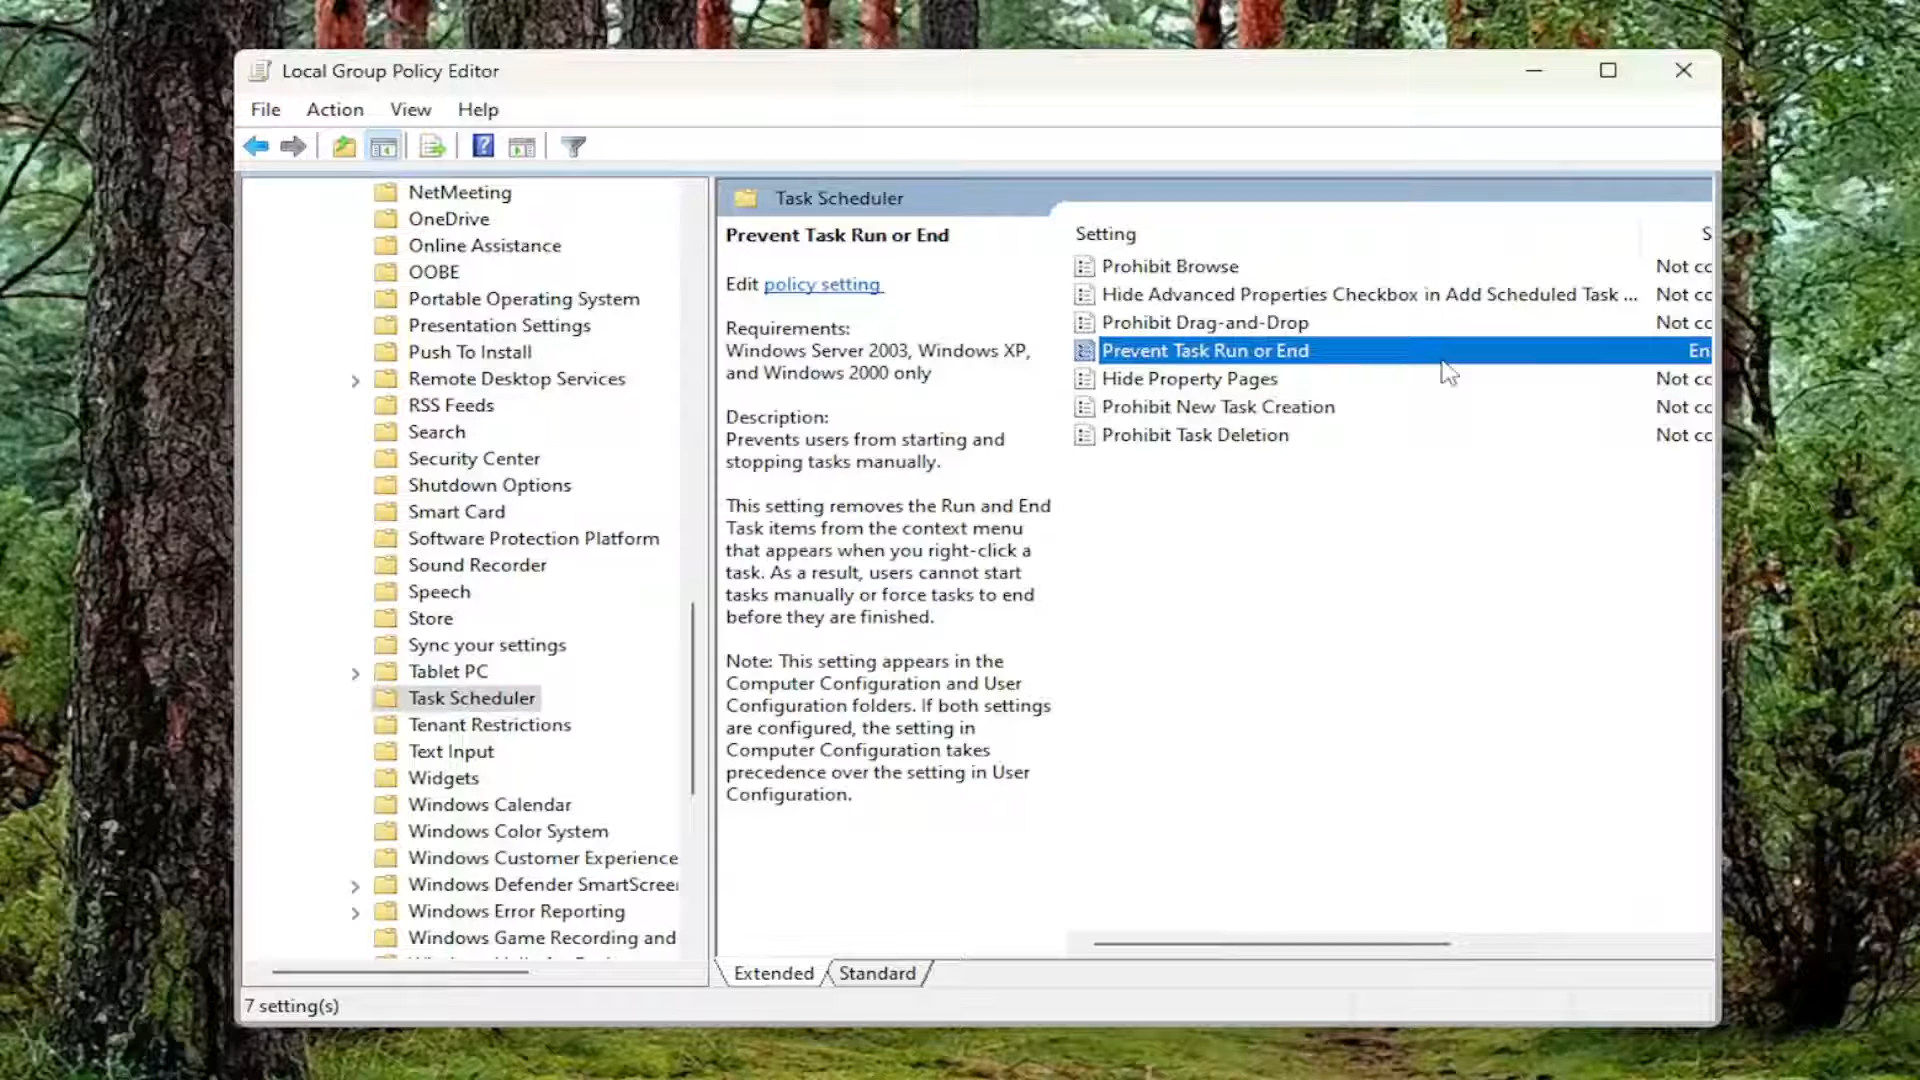 Local Group Policy Editor
File Action View Help
NetMeeting
OneDrive
Online Assistance
OOBE
Portable Operating System
Presentation Settings
Push To Install
Remote Desktop Services
RSS Feeds
Search
Security Center
Shutdown Options
Smart Card
Software Protection Platform
Sound Recorder
Speech
Store
Sync your settings
Tablet PC
Task Scheduler
Tenant Restrictions
Text Input
Widgets
Windows Calendar
Windows Color System
Windows Customer Experience
Windows Defender SmartScreen
Windows Error Reporting
Windows Game Recording and
Task Scheduler
Prevent Task Run or End
Edit policy setting
Requirements:
Windows Server 2003, Windows XP,
and Windows 2000 only
Description:
Prevents users from starting and
stopping tasks manually.
This setting removes the Run and End
Task items from the context menu
that appears when you right-click a
task. As a result, users cannot start
tasks manually or force tasks to end
before they are finished.
Note: This setting appears in the
Computer Configuration and User
Configuration folders. If both settings
are configured, the setting in
Computer Configuration takes
precedence over the setting in User
Configuration.
Setting S
Prohibit Browse Not cc
Hide Advanced Properties Checkbox in Add Scheduled Task ... Not cc
Prohibit Drag-and-Drop Not cc
Prevent Task Run or End En
Hide Property Pages Not cc
Prohibit New Task Creation Not cc
Prohibit Task Deletion Not cc
Extended Standard
7 setting(s)